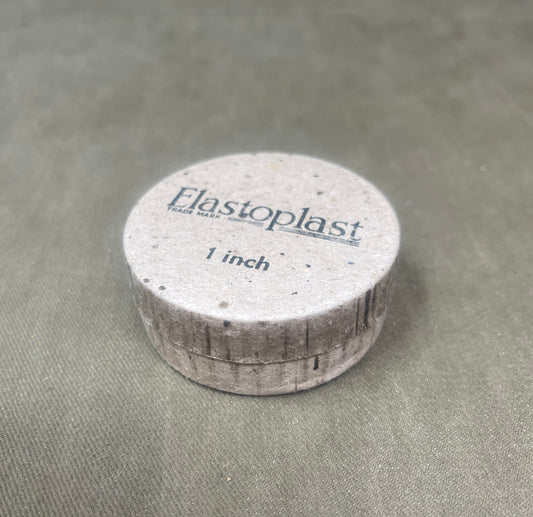 Elastoplast
TRADE MARK
1 inch